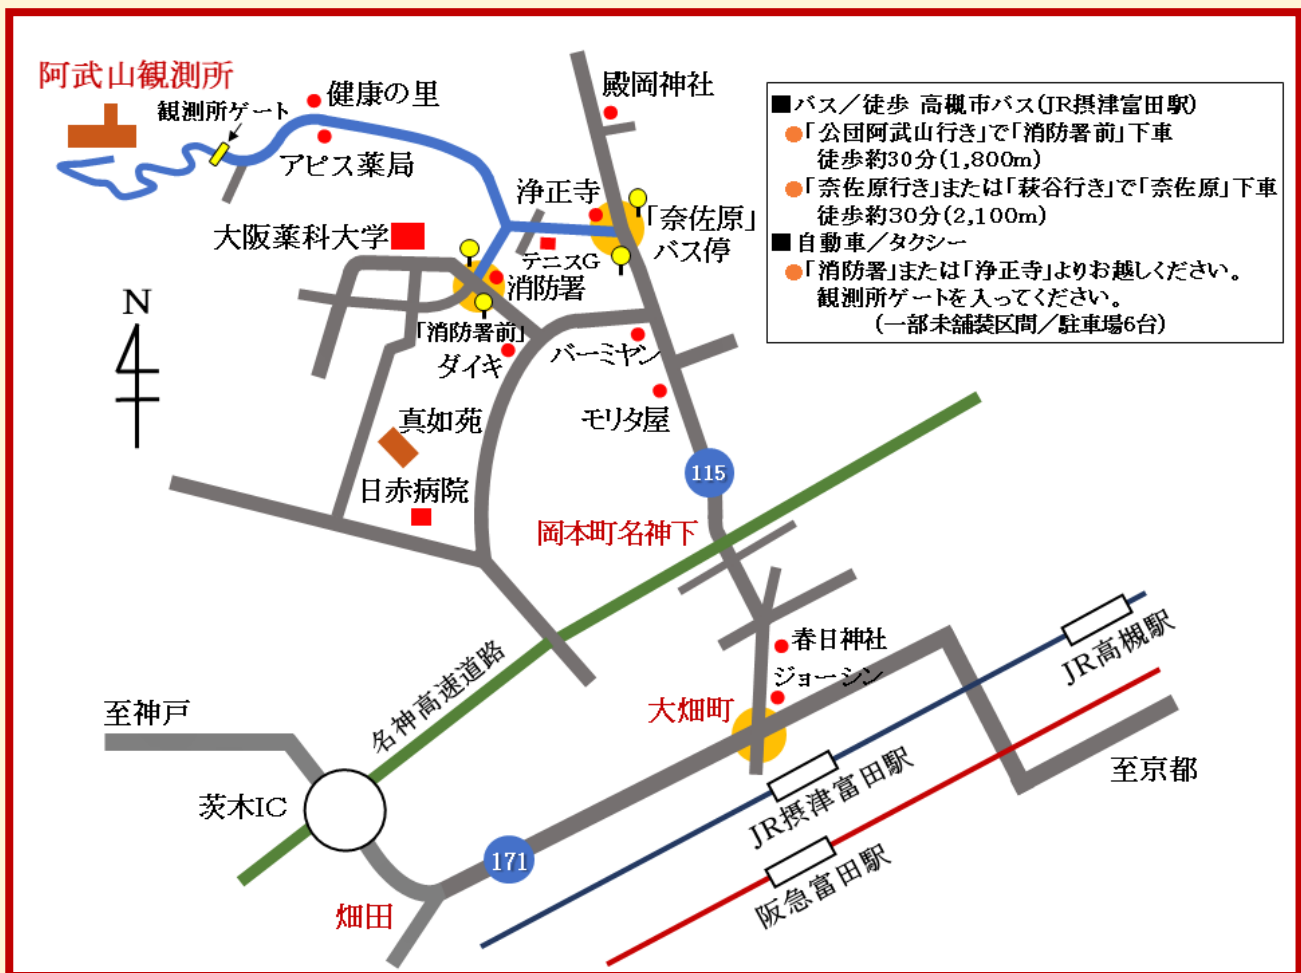 阿武山観測所
観測所ゲート
健康の里
アピス薬局
殿岡神社
浄正寺
「奈佐原」
バス停
大阪薬科大学
テニスG
消防署
「消防署前」
ダイキ
バーミヤン
モリタ屋
N
真如苑
日赤病院
115
岡本町名神下
春日神社
ジョーシン
大畑町
名神高速道路
至神戸
茨木IC
171
畑田
JR高槻駅
JR摂津富田駅
阪急富田駅
至京都
■バス/徒歩 高槻市バス(JR摂津富田駅)
●「公団阿武山行き」で「消防署前」下車
徒歩約30分(1,800m)
●「奈佐原行き」または「萩谷行き」で「奈佐原」下車
徒歩約30分(2,100m)
■自動車/タクシー
●「消防署」または「浄正寺」よりお越しください。
観測所ゲートを入ってください。
(一部未舗装区間/駐車場6台)